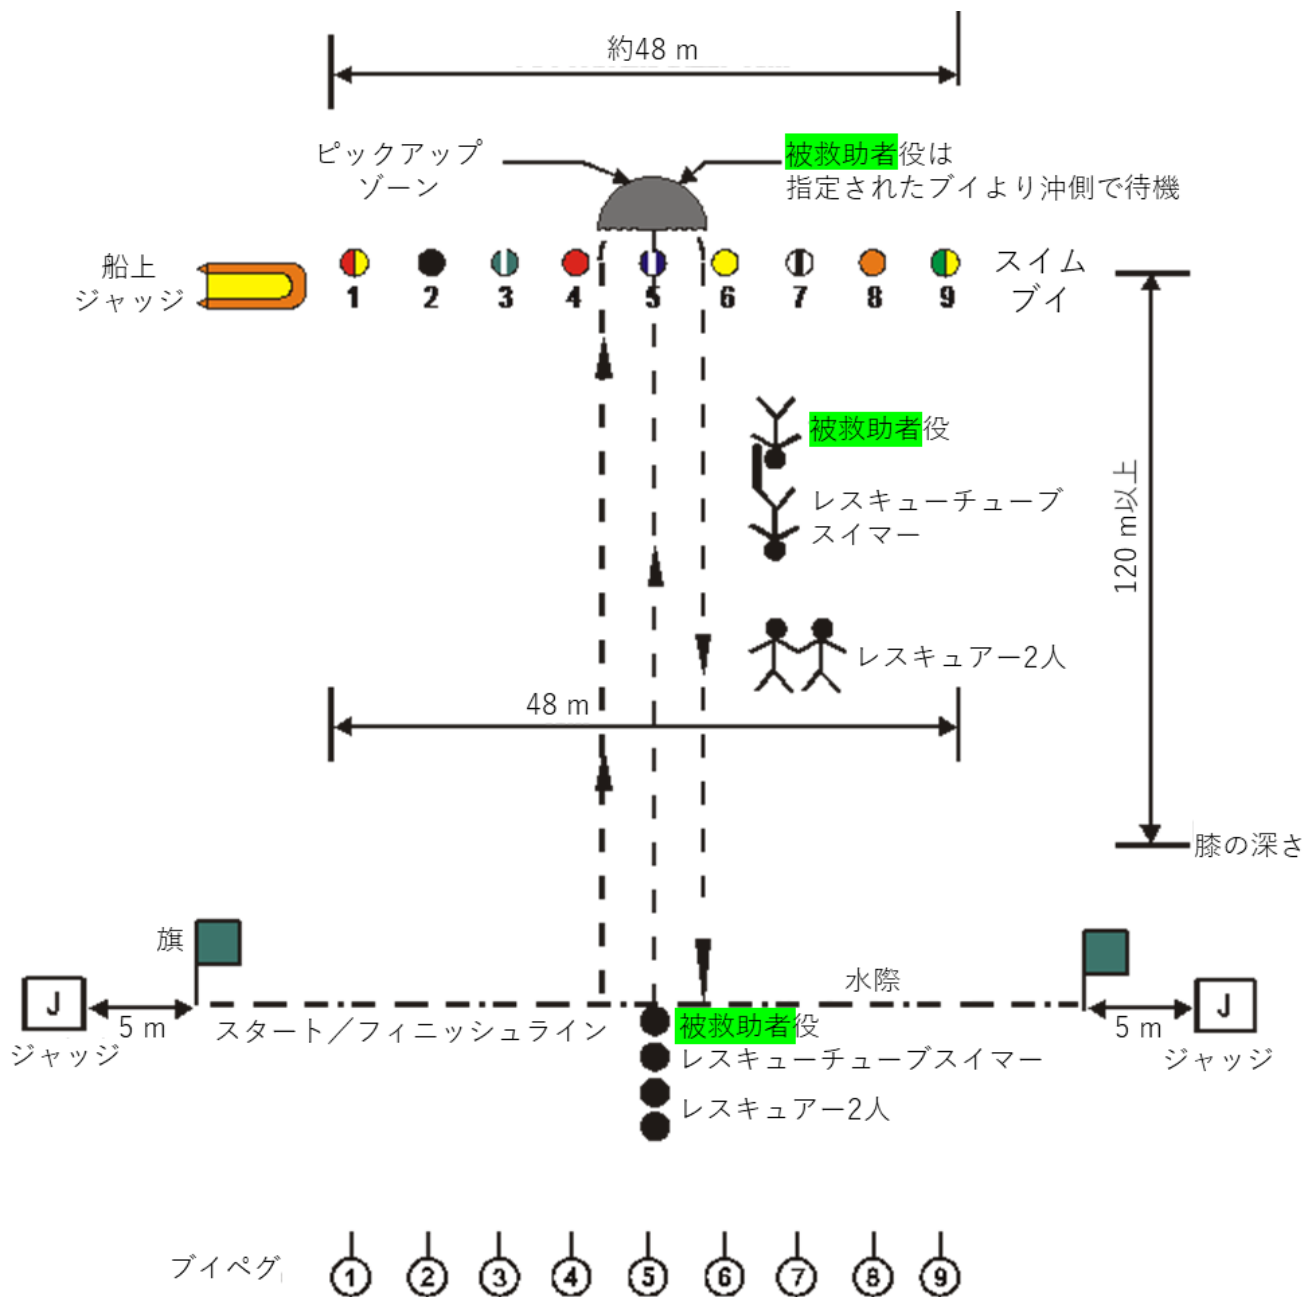 約48 m
ピックアップ
ゾーン
被救助者役は
指定されたブイより沖側で待機
船上
ジャッジ
1 2 3 4 5 6 7 8 9
スイム
ブイ
被救助者役
レスキューチューブ
スイマー
120 m以上
レスキュアー2人
48 m
膝の深さ
旗
水際
J
5 m
ジャッジ
スタート／フィニッシュライン
被救助者役
レスキューチューブスイマー
レスキュアー2人
J
5 m
ジャッジ
ブイペグ
1 2 3 4 5 6 7 8 9